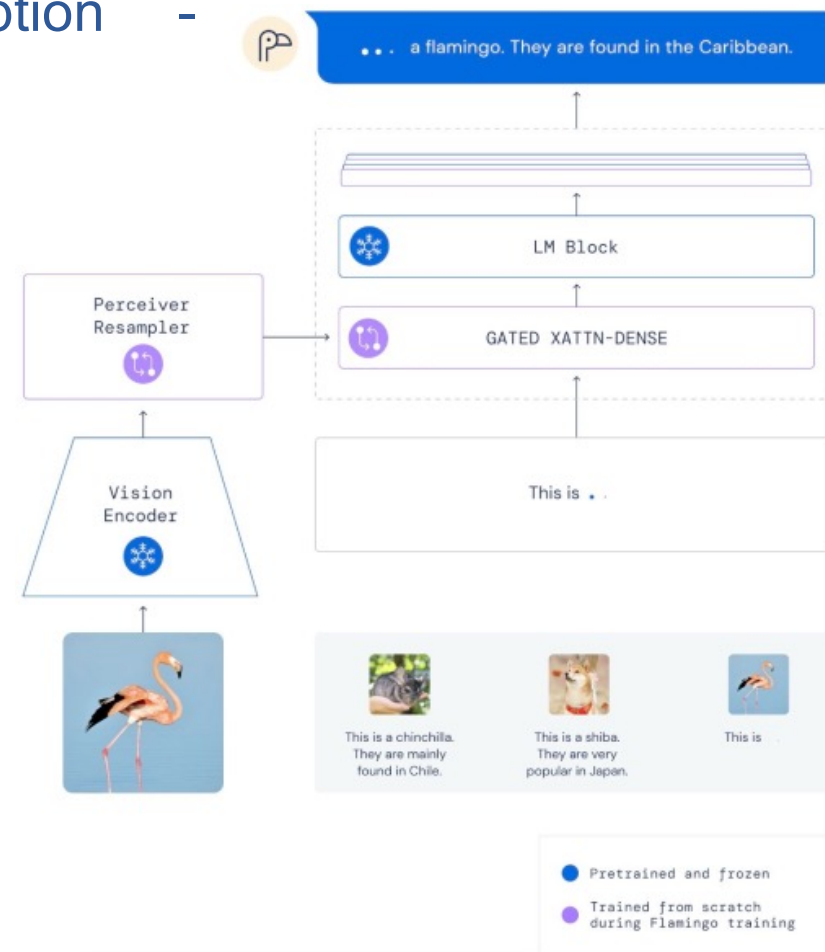 otion -
... a flamingo. They are found in the Caribbean.
LM Block
Perceiver
Resampler
GATED XATTN-DENSE
Vision
Encoder
This is . .
This is a chinchilla.
They are mainly
found in Chile.
This is a shiba.
They are very
popular in Japan.
This is .
Pretrained and frozen
Trained from scratch
during Flamingo training